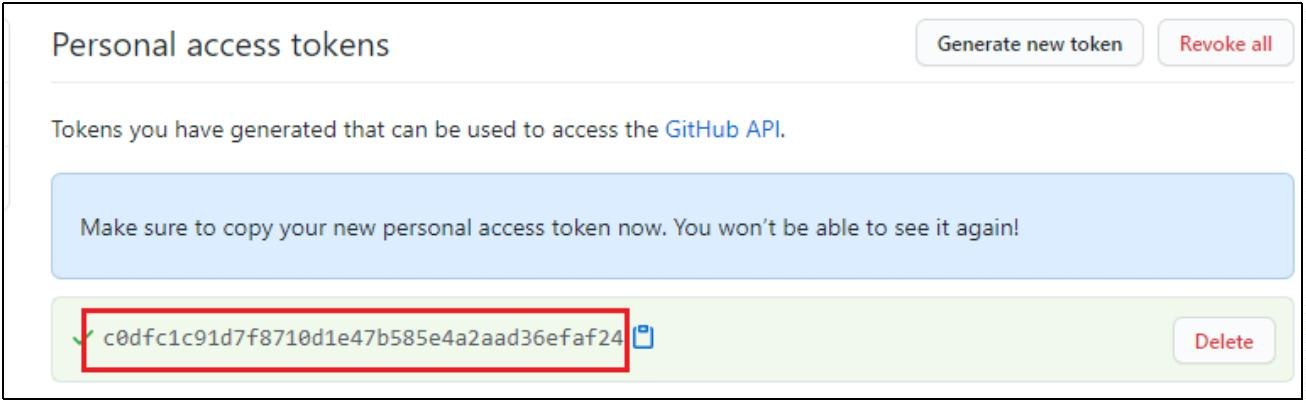 Personal access tokens
Generate new token
Revoke all
Tokens you have generated that can be used to access the GitHub API.
Make sure to copy your new personal access token now. You won't be able to see it again!
c0dfc1c91d7f8710d1e47b585e4a2aad36efaf24
Delete